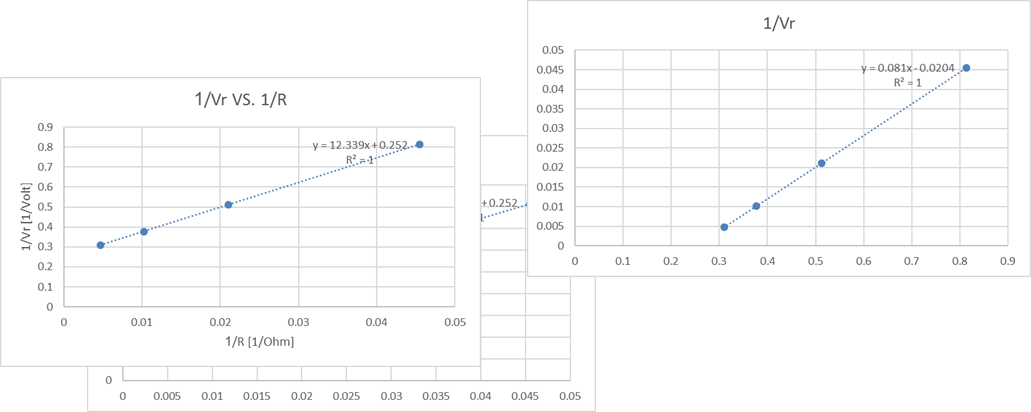 1/Vr VS. 1/R
y = 12.339x + 0.252
R² = 1
1/Vr [1/Volt]
0.9
0.8
0.7
0.6
0.5
0.4
0.3
0.2
0.1
0
0 0.01 0.02 0.03 0.04 0.05
1/R [1/Ohm]
+ 0.252
0
0 0.005 0.01 0.015 0.02 0.025 0.03 0.035 0.04 0.045 0.05
1/Vr
y = 0.081x - 0.0204
R² = 1
0.05
0.045
0.04
0.035
0.03
0.025
0.02
0.015
0.01
0.005
0
0 0.1 0.2 0.3 0.4 0.5 0.6 0.7 0.8 0.9